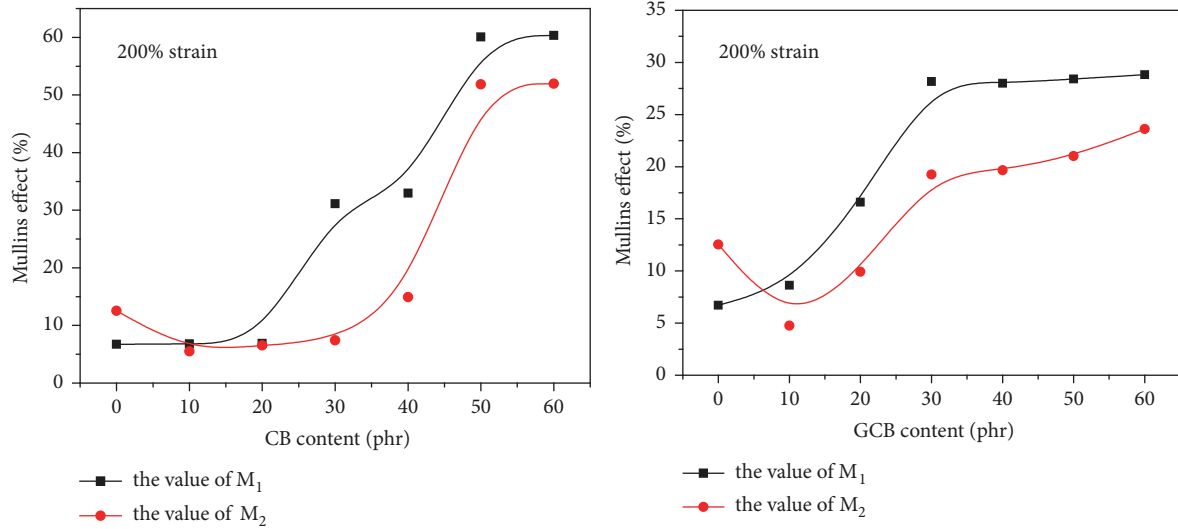 200% strain
Mullins effect (%)
60
50
40
30
20
10
0
0 10 20 30 40 50 60
CB content (phr)
the value of M₁
the value of M₂
200% strain
Mullins effect (%)
35
30
25
20
15
10
5
0
0 10 20 30 40 50 60
GCB content (phr)
the value of M₁
the value of M₂